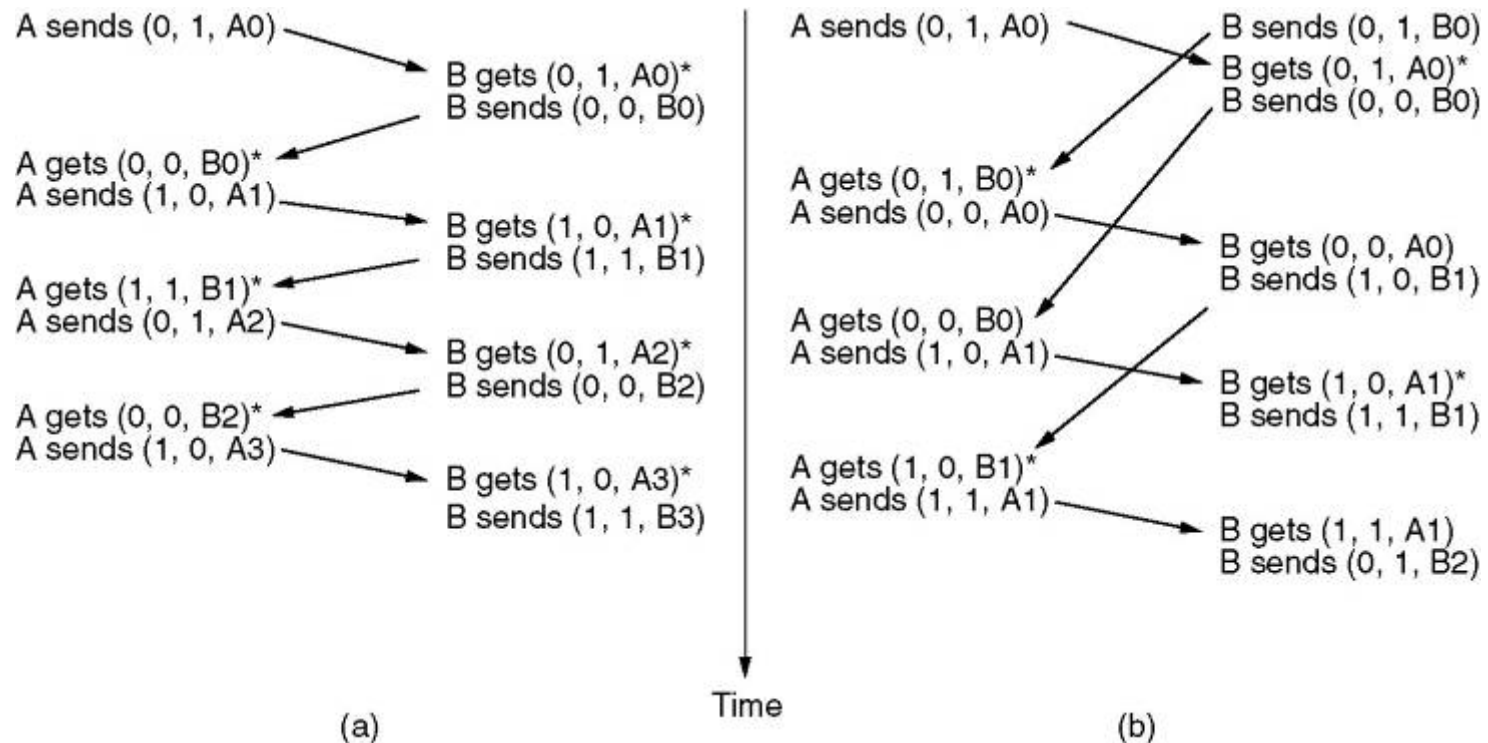 A sends (0, 1, A0)
B gets (0, 1, A0)*
B sends (0, 0, B0)
A gets (0, 0, B0)*
A sends (1, 0, A1)
B gets (1, 0, A1)*
B sends (1, 1, B1)
A gets (1, 1, B1)*
A sends (0, 1, A2)
B gets (0, 1, A2)*
B sends (0, 0, B2)
A gets (0, 0, B2)*
A sends (1, 0, A3)
B gets (1, 0, A3)*
B sends (1, 1, B3)
(a)
Time
A sends (0, 1, A0)
B sends (0, 1, B0)
B gets (0, 1, A0)*
B sends (0, 0, B0)
A gets (0, 1, B0)*
A sends (0, 0, A0)
B gets (0, 0, A0)
B sends (1, 0, B1)
A gets (0, 0, B0)
A sends (1, 0, A1)
B gets (1, 0, A1)*
B sends (1, 1, B1)
A gets (1, 0, B1)*
A sends (1, 1, A1)
B gets (1, 1, A1)
B sends (0, 1, B2)
(b)